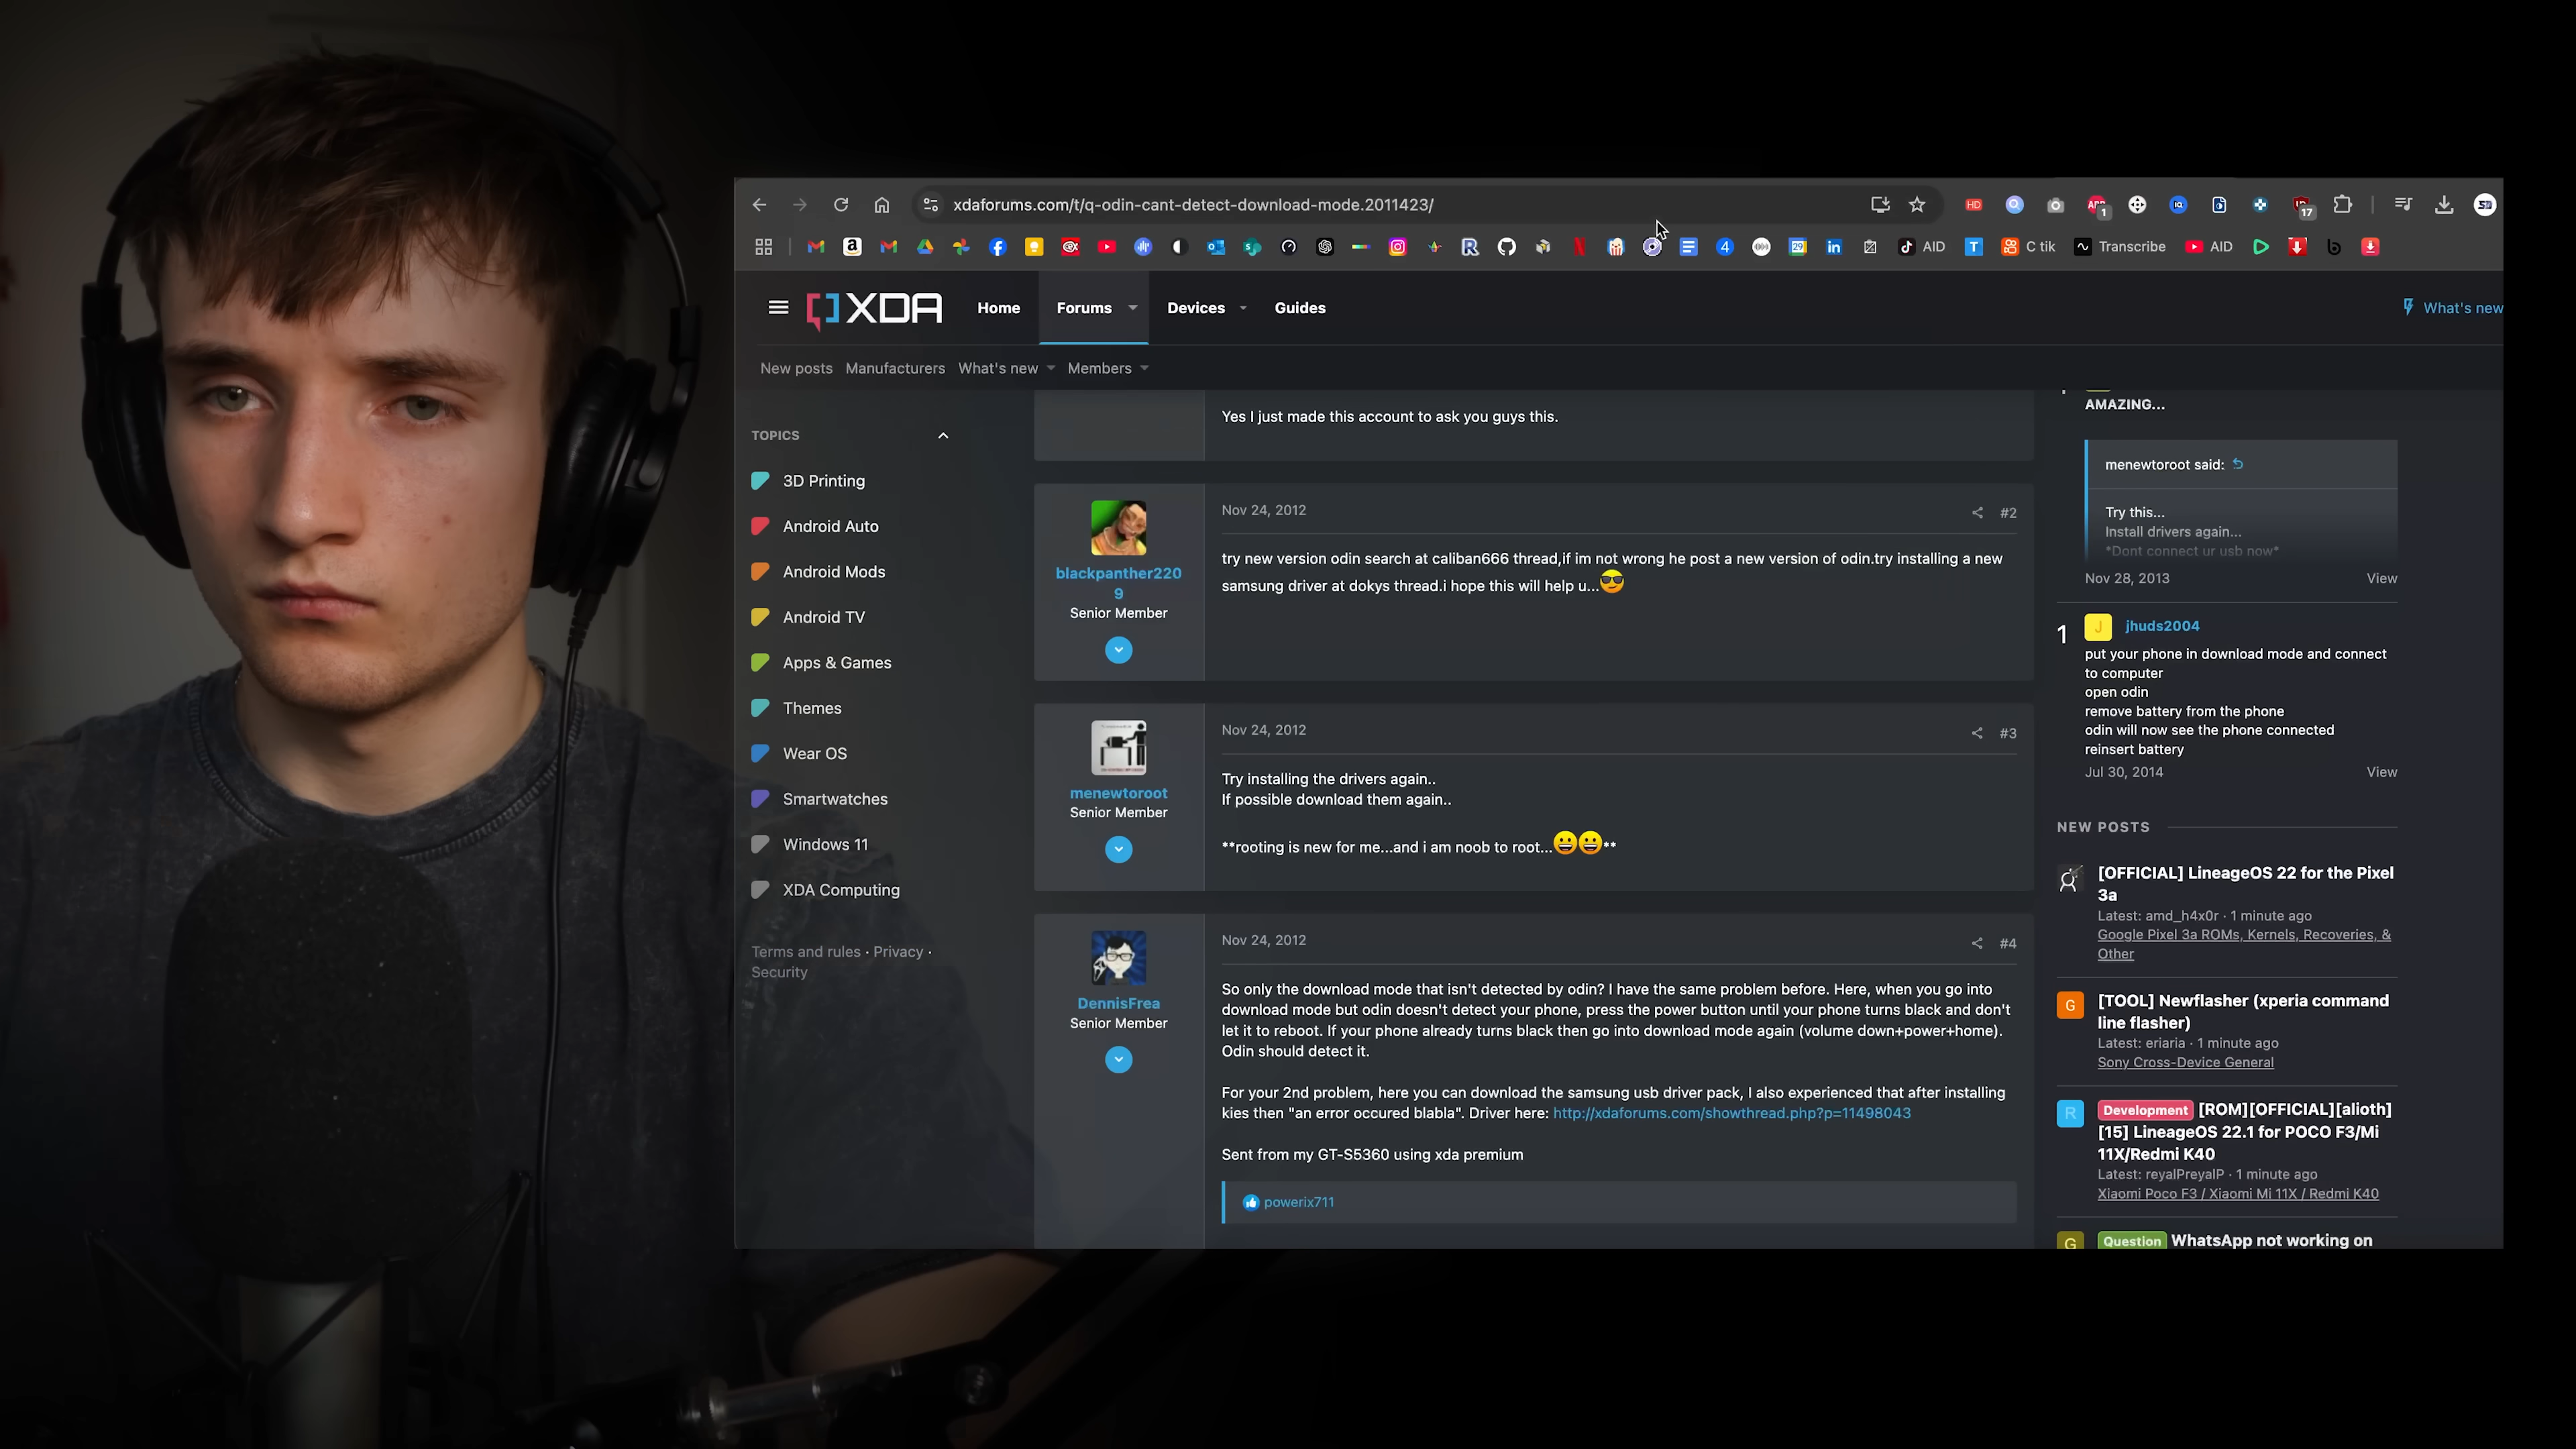 xdaforums.com/t/q-odin-cant-detect-download-mode.2011423/
HD
1
17
4
29
AID
T
C tik
Transcribe
AID
XDA
Home
Forums
Devices
Guides
What's new
New posts
Manufacturers
What's new
Members
TOPICS
3D Printing
Android Auto
Android Mods
Android TV
Apps & Games
Themes
Wear OS
Smartwatches
Windows 11
XDA Computing
Terms and rules · Privacy ·
Security
Yes I just made this account to ask you guys this.
blackpanther220
9
Senior Member
Nov 24, 2012
#2
try new version odin search at caliban666 thread,if im not wrong he post a new version of odin.try installing a new
samsung driver at dokys thread.i hope this will help u...😎
menewtoroot
Senior Member
Nov 24, 2012
#3
Try installing the drivers again..
If possible download them again..
**rooting is new for me...and i am noob to root...😀😀**
DennisFrea
Senior Member
Nov 24, 2012
#4
So only the download mode that isn't detected by odin? I have the same problem before. Here, when you go into
download mode but odin doesn't detect your phone, press the power button until your phone turns black and don't
let it to reboot. If your phone already turns black then go into download mode again (volume down+power+home).
Odin should detect it.
For your 2nd problem, here you can download the samsung usb driver pack, I also experienced that after installing
kies then "an error occured blabla". Driver here: http://xdaforums.com/showthread.php?p=11498043
Sent from my GT-S5360 using xda premium
powerix711
AMAZING...
menewtoroot said:
Try this...
Install drivers again...
*Dont connect ur usb now*
Nov 28, 2013
View
1
J
jhuds2004
put your phone in download mode and connect
to computer
open odin
remove battery from the phone
odin will now see the phone connected
reinsert battery
Jul 30, 2014
View
NEW POSTS
[OFFICIAL] LineageOS 22 for the Pixel
3a
Latest: amd_h4x0r · 1 minute ago
Google Pixel 3a ROMs, Kernels, Recoveries, &
Other
G
[TOOL] Newflasher (xperia command
line flasher)
Latest: eriaria · 1 minute ago
Sony Cross-Device General
R
Development [ROM][OFFICIAL][alioth]
[15] LineageOS 22.1 for POCO F3/Mi
11X/Redmi K40
Latest: reyalPreyalP · 1 minute ago
Xiaomi Poco F3 / Xiaomi Mi 11X / Redmi K40
G
Question WhatsApp not working on